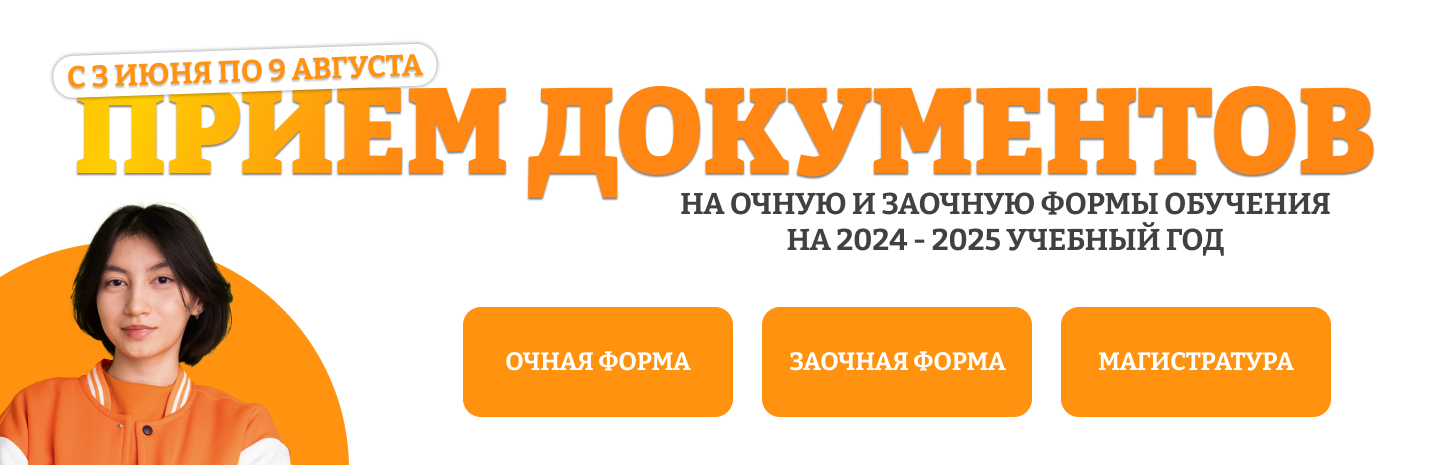 С 3 ИЮНЯ ПО 9 АВГУСТА
ПРИЕМ ДОКУМЕНТОВ
НА ОЧНУЮ И ЗАОЧНУЮ ФОРМЫ ОБУЧЕНИЯ
НА 2024 - 2025 УЧЕБНЫЙ ГОД
ОЧНАЯ ФОРМА
ЗАОЧНАЯ ФОРМА
МАГИСТРАТУРА